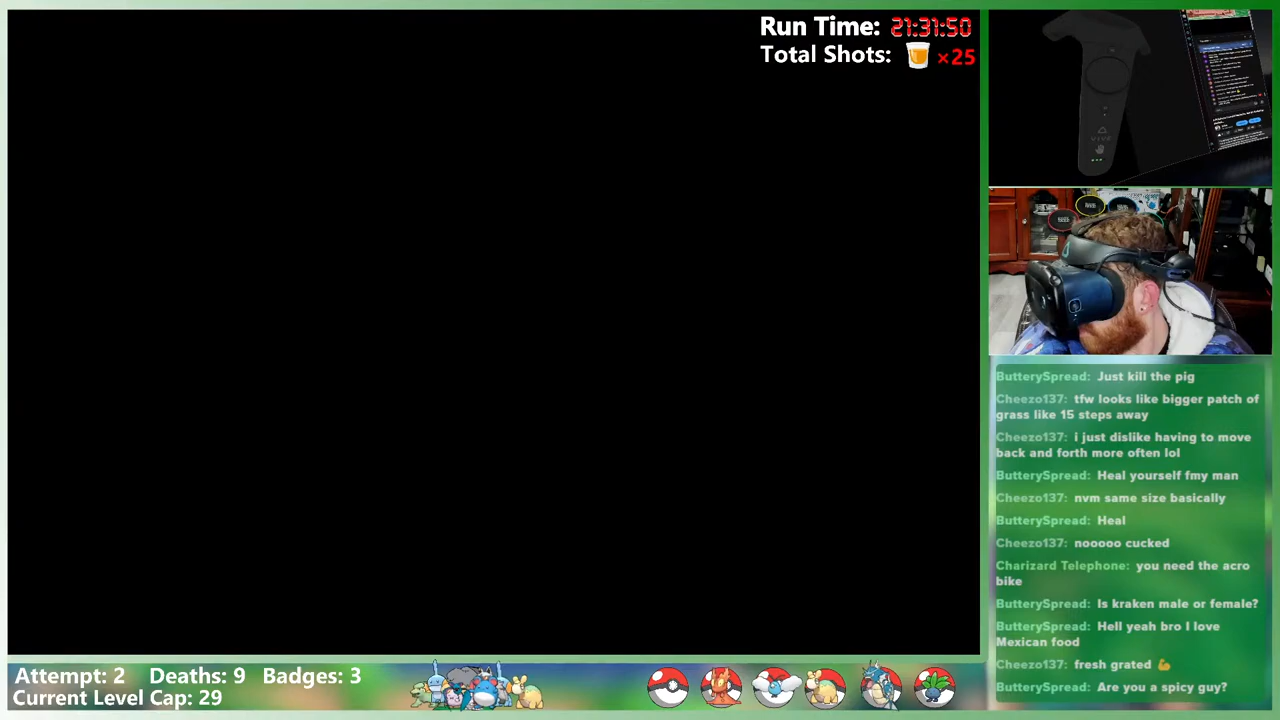 Run Time: 21:31:50
Total Shots: ×25
VIVE
ButterySpread: Just kill the pig
Cheezo137: tfw looks like bigger patch of
grass like 15 steps away
Cheezo137: i just dislike having to move
back and forth more often lol
ButterySpread: Heal yourself fmy man
Cheezo137: nvm same size basically
ButterySpread: Heal
Cheezo137: nooooo cucked
Charizard Telephone: you need the acro
bike
ButterySpread: Is kraken male or female?
ButterySpread: Hell yeah bro I love
Mexican food
Cheezo137: fresh grated 💪
ButterySpread: Are you a spicy guy?
Attempt: 2 Deaths: 9 Badges: 3
Current Level Cap: 29